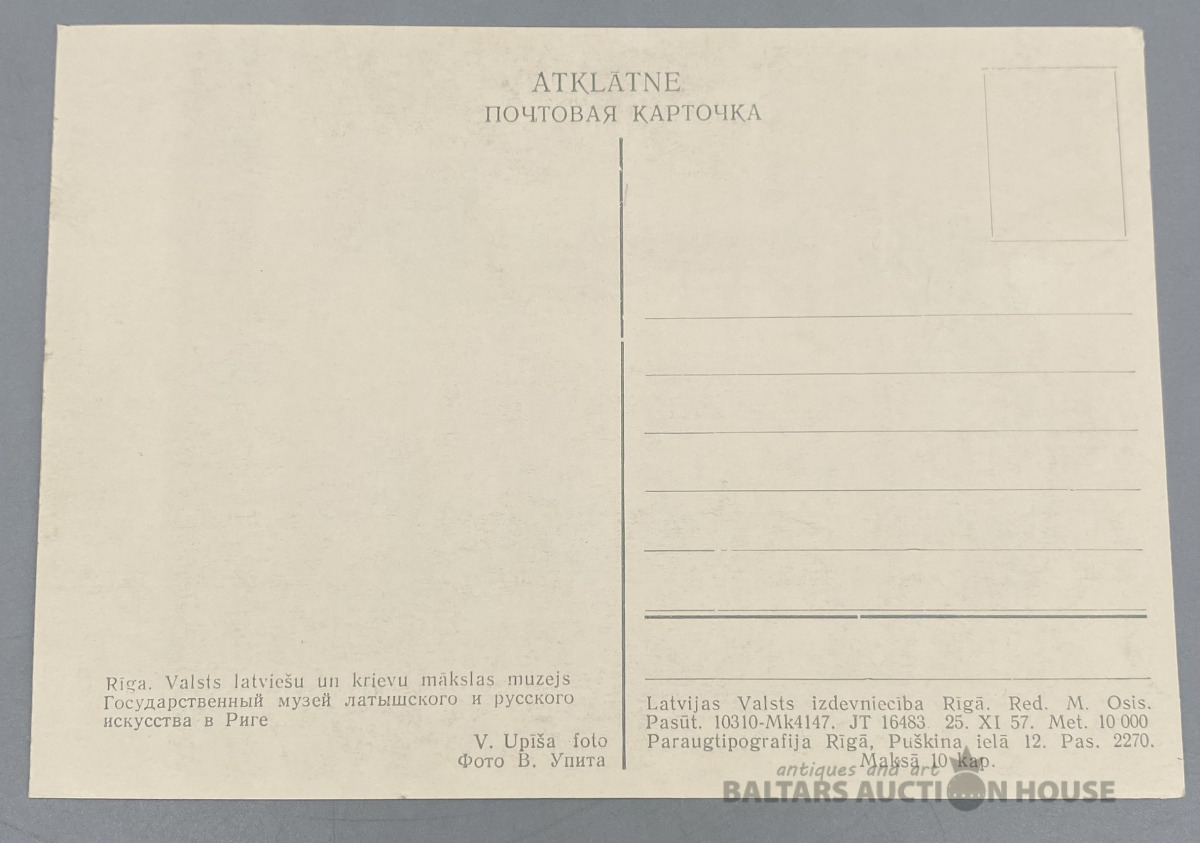 ATKLĀTNE
ПОЧТОВАЯ КАРТОЧКА
Rīga. Valsts latviešu un krievu mākslas muzejs
Государственный музей латышского и русского
искусства в Риге
V. Upīša foto
Фото В. Упита
Latvijas Valsts izdevniecība Rīgā. Red. M. Osis.
Pasūt. 10310-Mk4147. JT 16483 25. XI 57. Met. 10 000
Paraugtipografija Rīgā, Puškina ielā 12. Pas. 2270.
Maksā 10 kap.
antiques and art
BALTARS AUCTION HOUSE